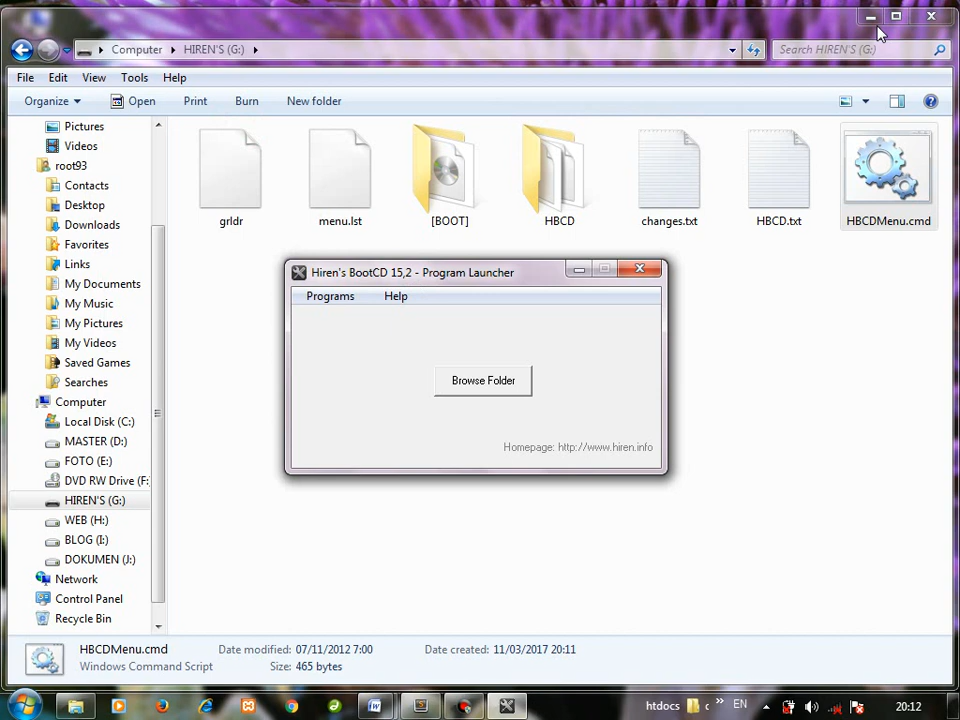 Computer HIREN'S (G:)
Search HIREN'S (G:)
File Edit View Tools Help
Organize Open Print Burn New folder
Pictures
Videos
root93
Contacts
Desktop
Downloads
Favorites
Links
My Documents
My Music
My Pictures
My Videos
Saved Games
Searches
Computer
Local Disk (C:)
MASTER (D:)
FOTO (E:)
DVD RW Drive (F:
HIREN'S (G:)
WEB (H:)
BLOG (I:)
DOKUMEN (J:)
Network
Control Panel
Recycle Bin
grldr menu.lst [BOOT] HBCD changes.txt HBCD.txt HBCDMenu.cmd
Hiren's BootCD 15,2 - Program Launcher
Programs Help
Browse Folder
Homepage: http://www.hiren.info
HBCDMenu.cmd Date modified: 07/11/2012 7:00 Date created: 11/03/2017 20:11
Windows Command Script Size: 465 bytes
htdocs c » EN 20:12